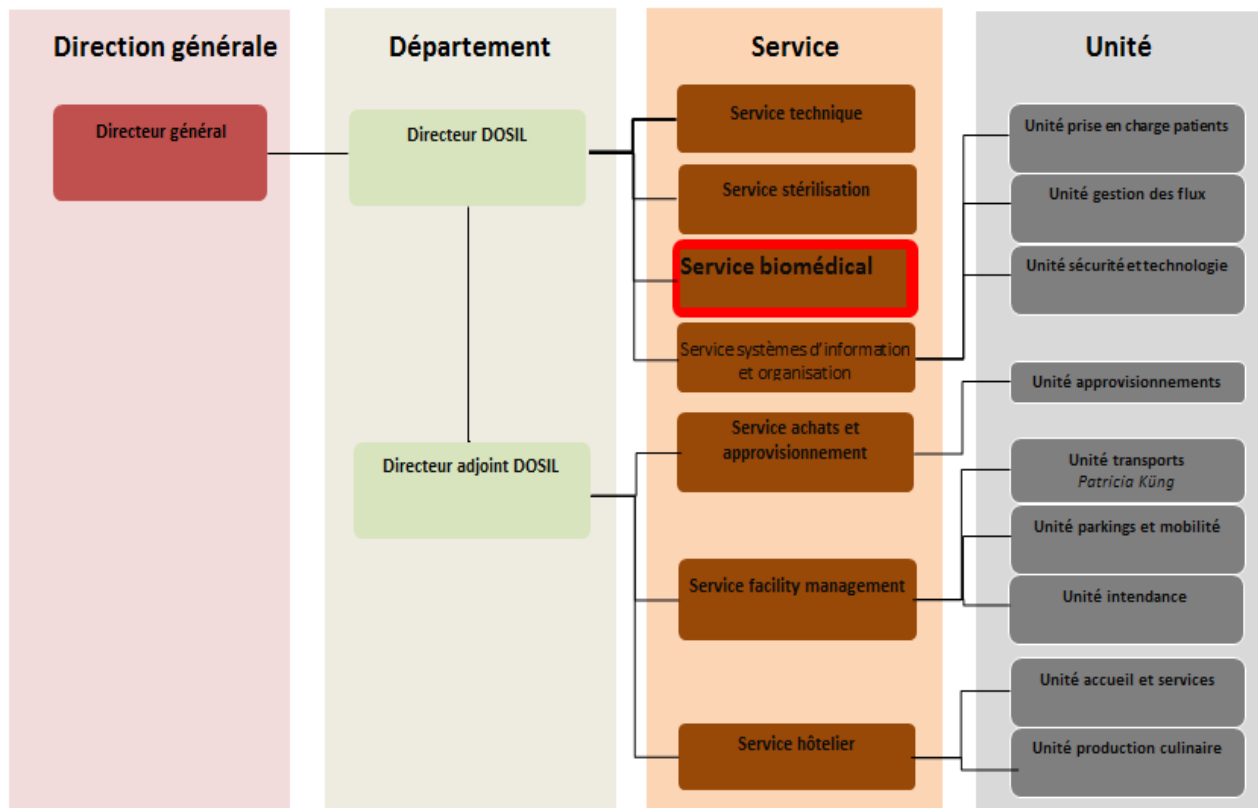 Direction générale
Département
Service
Unité
Directeur général
Directeur DOSIL
Directeur adjoint DOSIL
Service technique
Service stérilisation
Service biomédical
Service systèmes d'information
et organisation
Service achats et
approvisionnement
Service facility management
Service hôtelier
Unité prise en charge patients
Unité gestion des flux
Unité sécurité et technologie
Unité approvisionnements
Unité transports
Patricia Küng
Unité parkings et mobilité
Unité intendance
Unité accueil et services
Unité production culinaire